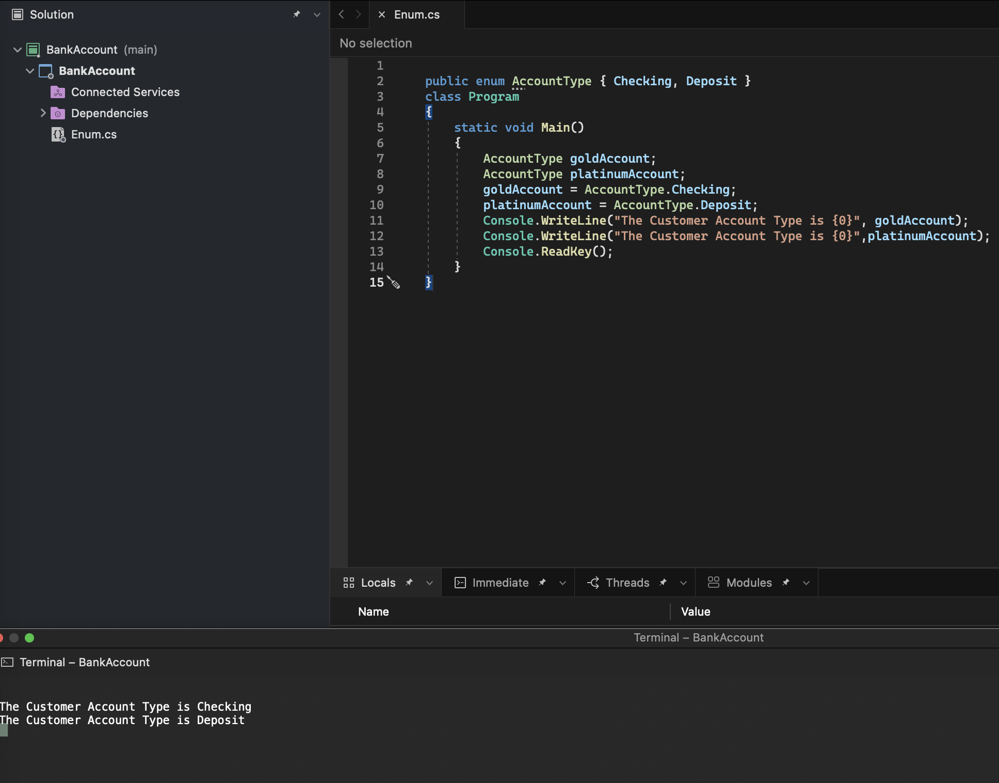 Solution
BankAccount (main)
BankAccount
Connected Services
Dependencies
Enum.cs
Enum.cs
No selection
1
2 public enum AccountType { Checking, Deposit }
3 class Program
4 {
5 static void Main()
6 {
7 AccountType goldAccount;
8 AccountType platinumAccount;
9 goldAccount = AccountType.Checking;
10 platinumAccount = AccountType.Deposit;
11 Console.WriteLine("The Customer Account Type is {0}", goldAccount);
12 Console.WriteLine("The Customer Account Type is {0}",platinumAccount);
13 Console.ReadKey();
14 }
15 }
Locals Immediate Threads Modules
Name Value
Terminal – BankAccount
Terminal – BankAccount
The Customer Account Type is Checking
The Customer Account Type is Deposit